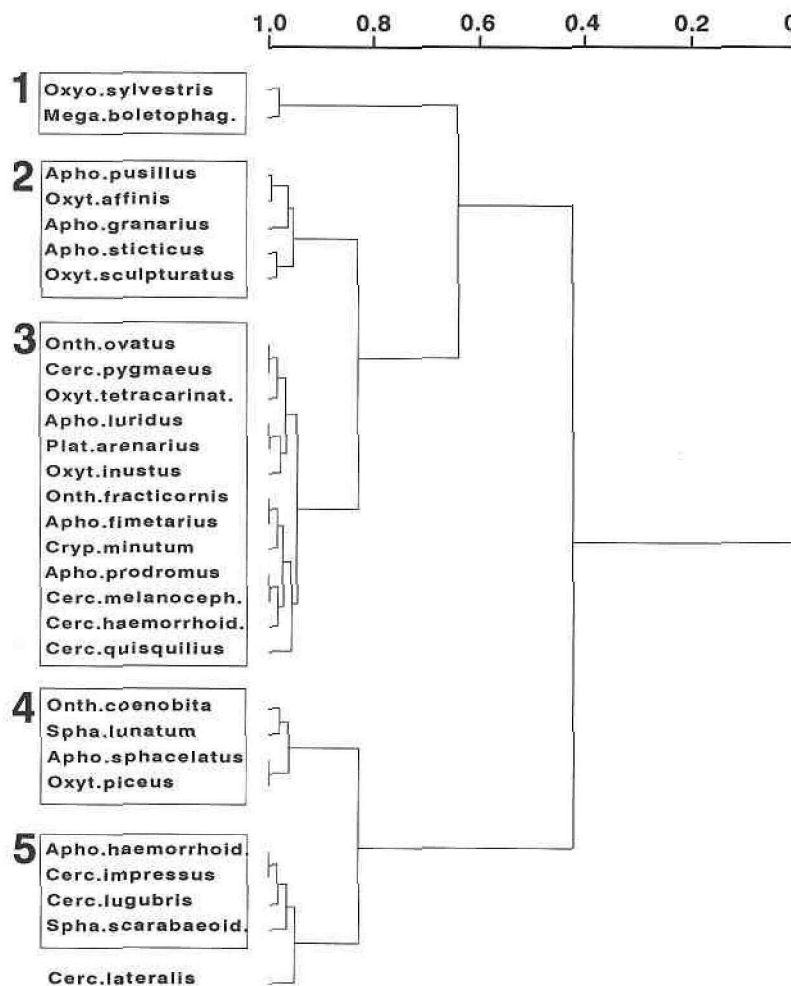 1.0 0.8 0.6 0.4 0.2 0
1
Oxyo.sylvestris
Mega.boletophag.
2
Apho.pusillus
Oxyt.affinis
Apho.granarius
Apho.sticticus
Oxyt.sculpturatus
3
Onth.ovatus
Cerc.pygmaeus
Oxyt.tetracarinat.
Apho.luridus
Plat.arenarius
Oxyt.inustus
Onth.fracticornis
Apho.fimetarius
Cryp.minutum
Apho.prodromus
Cerc.melanoceph.
Cerc.haemorrhoid.
Cerc.quisquilius
4
Onth.coenobita
Spha.lunatum
Apho.sphacelatus
Oxyt.piceus
5
Apho.haemorrhoid.
Cerc.impressus
Cerc.lugubris
Spha.scarabaeoid.
Cerc.lateralis